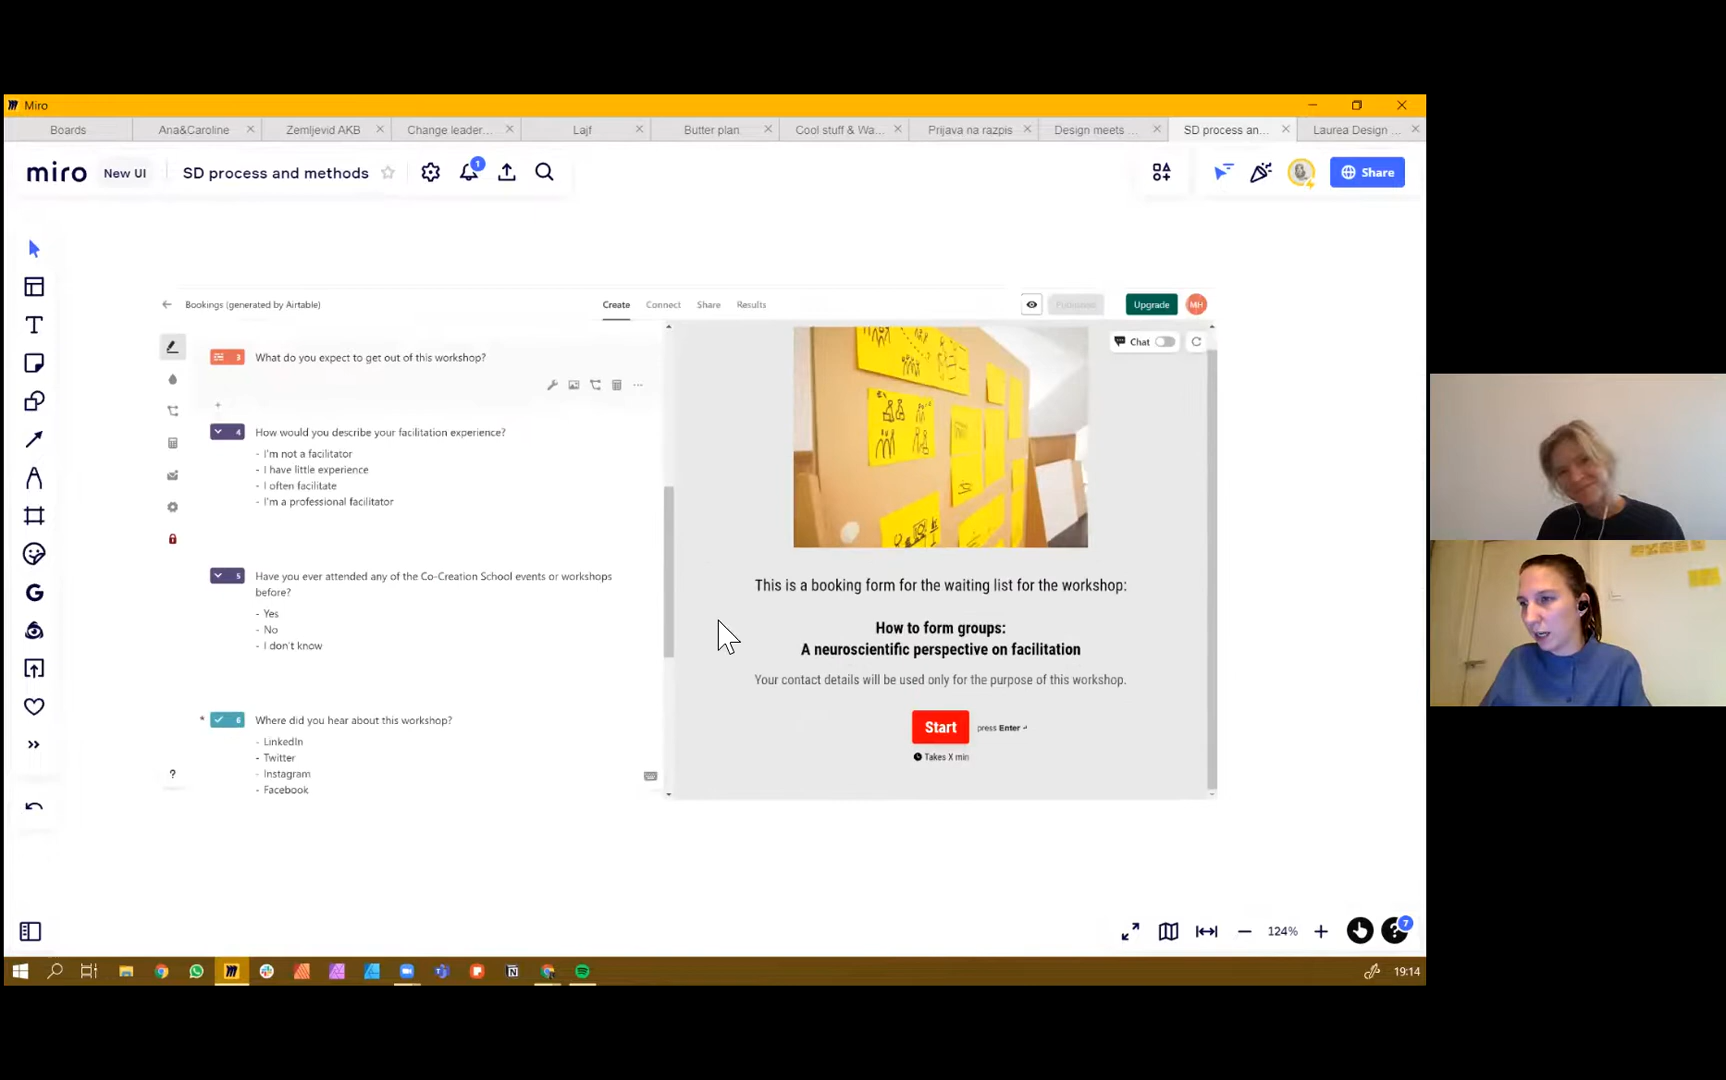 Miro
Boards
Ana&Caroline
Zemljevid AKB
Change leader...
Lajf
Butter plan
Cool stuff & Wa...
Prijava na razpis
Design meets ...
SD process an...
Laurea Design ...
miro
New UI
SD process and methods
1
Share
Bookings (generated by Airtable)
Create
Connect
Share
Results
Upgrade
MH
3 What do you expect to get out of this workshop?
Chat
4 How would you describe your facilitation experience?
- I'm not a facilitator
- I have little experience
- I often facilitate
- I'm a professional facilitator
5 Have you ever attended any of the Co-Creation School events or workshops
before?
- Yes
- No
- I don't know
* 6 Where did you hear about this workshop?
- LinkedIn
- Twitter
- Instagram
- Facebook
?
This is a booking form for the waiting list for the workshop:
How to form groups:
A neuroscientific perspective on facilitation
Your contact details will be used only for the purpose of this workshop.
Start
press Enter ↵
Takes X min
124%
?
7
19:14